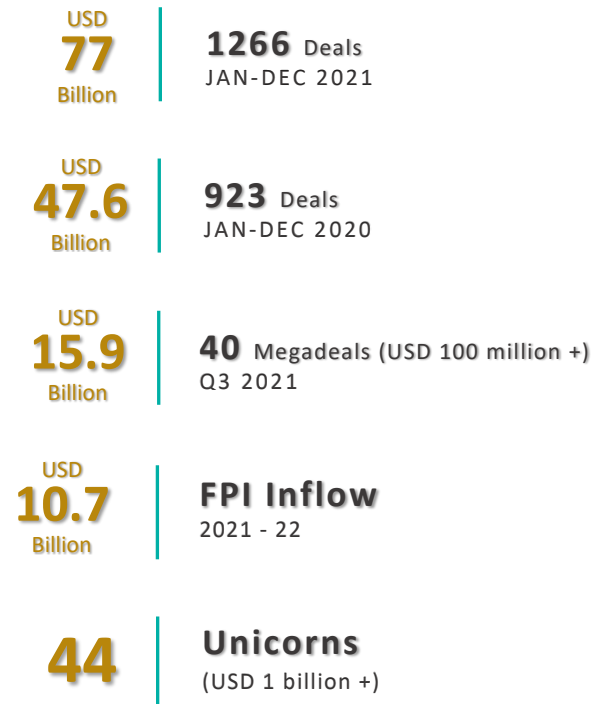 USD
77
Billion
1266 Deals
JAN-DEC 2021
USD
47.6
Billion
923 Deals
JAN-DEC 2020
USD
15.9
Billion
40 Megadeals (USD 100 million +)
Q3 2021
USD
10.7
Billion
FPI Inflow
2021 - 22
44
Unicorns
(USD 1 billion +)